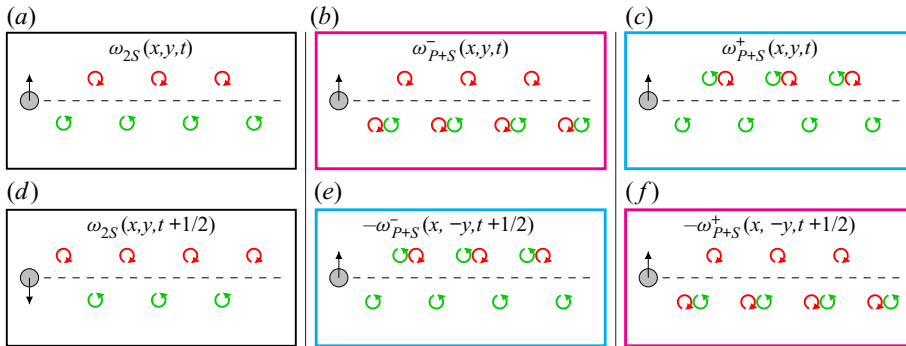 (a)
ω2S(x,y,t)
(b)
ω−P+S(x,y,t)
(c)
ω+P+S(x,y,t)
(d)
ω2S(x,y,t+1/2)
(e)
−ω−P+S(x, −y,t+1/2)
(f)
−ω+P+S(x, −y,t+1/2)